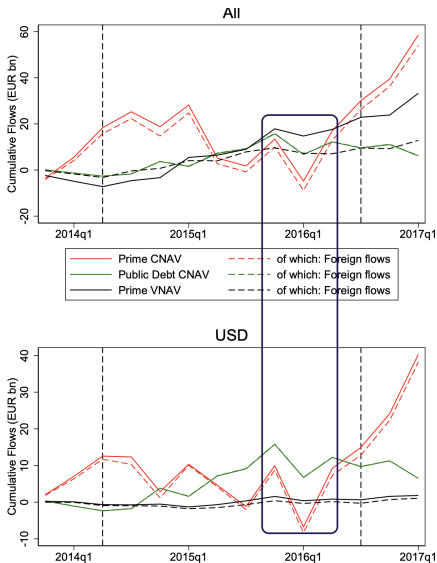 All
Cumulative Flows (EUR bn)
60
40
20
0
-20
2014q1 2015q1 2016q1 2017q1
Prime CNAV of which: Foreign flows
Public Debt CNAV of which: Foreign flows
Prime VNAV of which: Foreign flows
USD
Cumulative Flows (EUR bn)
40
30
20
10
0
-10
2014q1 2015q1 2016q1 2017q1